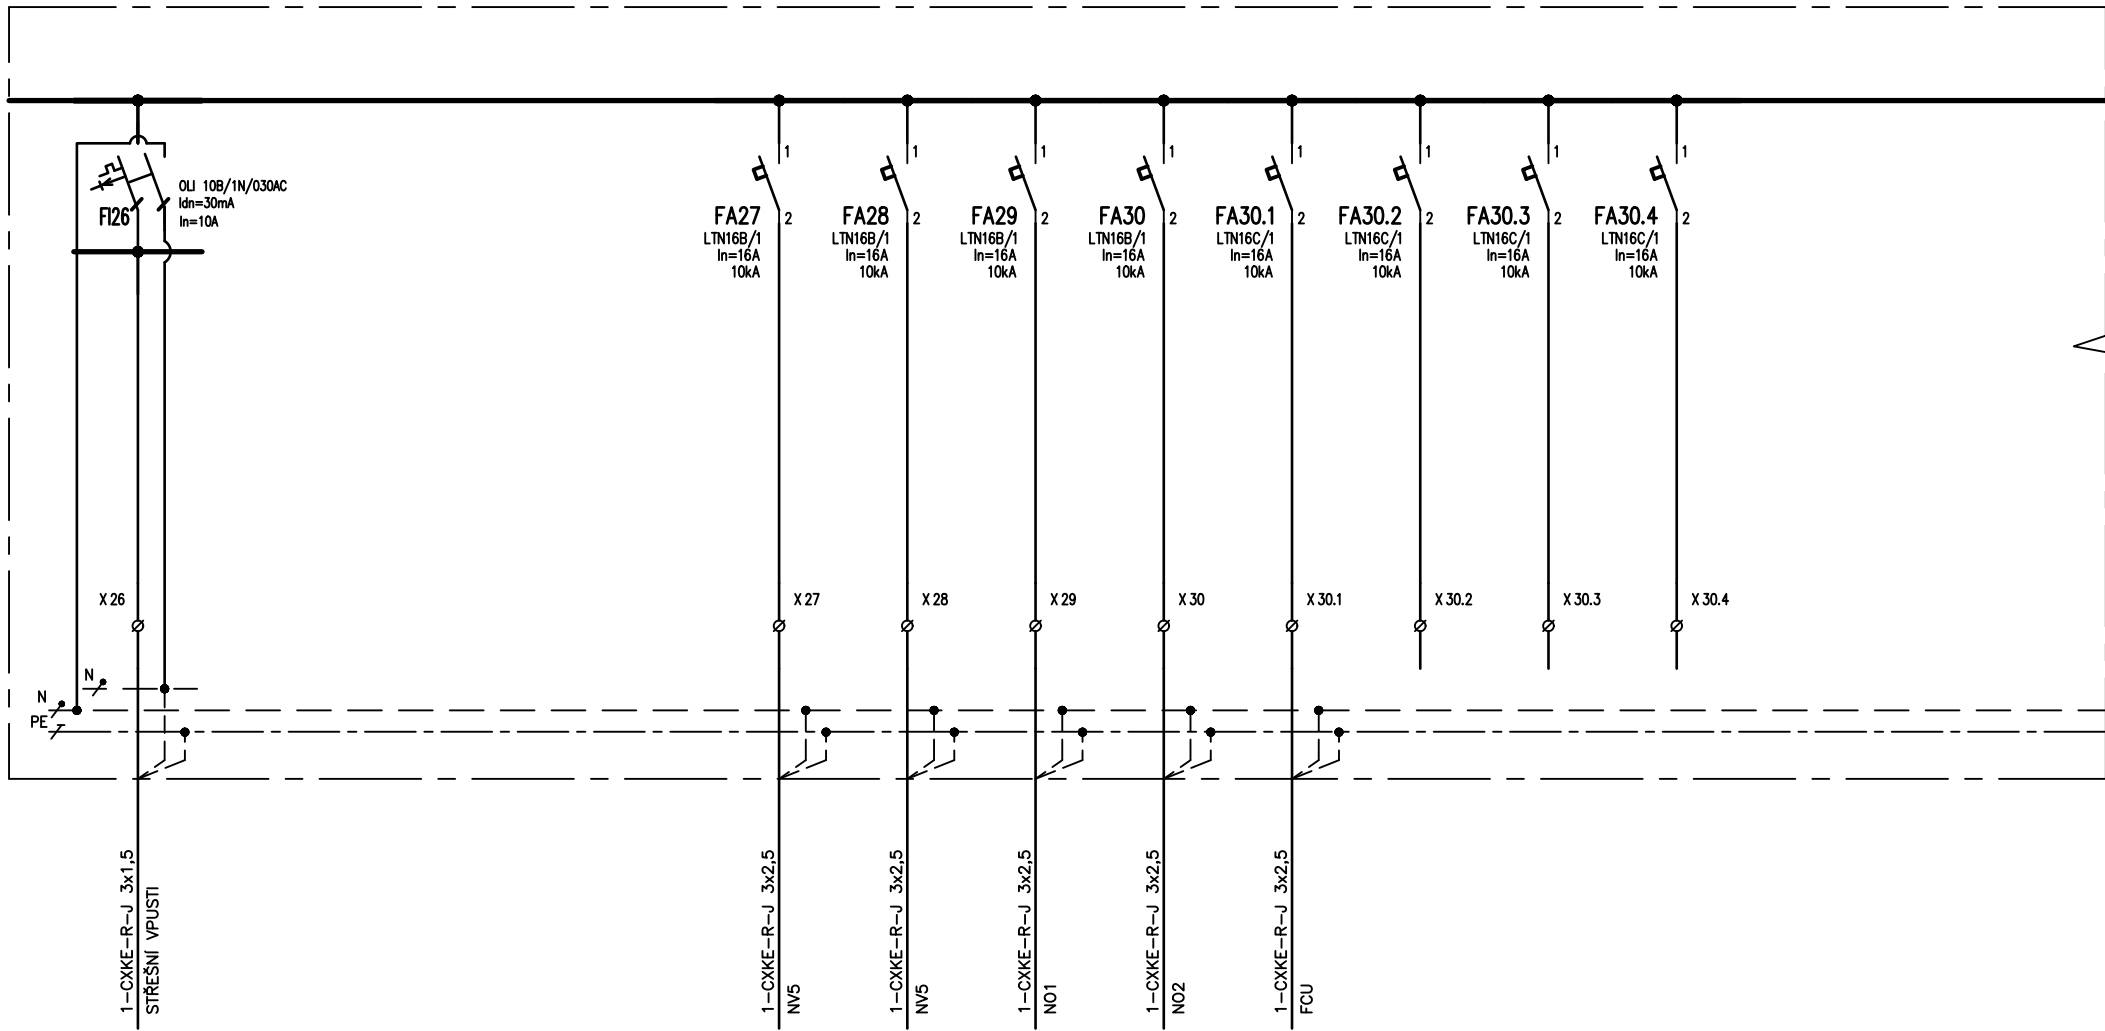 OLI 10B/1N/030AC
Idn=30mA
In=10A
FI26
1
2
FA27
LTN16B/1
In=16A
10kA
1
2
FA28
LTN16B/1
In=16A
10kA
1
2
FA29
LTN16B/1
In=16A
10kA
1
2
FA30
LTN16B/1
In=16A
10kA
1
2
FA30.1
LTN16C/1
In=16A
10kA
1
2
FA30.2
LTN16C/1
In=16A
10kA
1
2
FA30.3
LTN16C/1
In=16A
10kA
1
2
FA30.4
LTN16C/1
In=16A
10kA
X 26
X 27
X 28
X 29
X 30
X 30.1
X 30.2
X 30.3
X 30.4
N
N
PE
1-CXKE-R-J 3x1,5
STŘEŠNÍ VPUSTI
1-CXKE-R-J 3x2,5
NV5
1-CXKE-R-J 3x2,5
NV5
1-CXKE-R-J 3x2,5
NO1
1-CXKE-R-J 3x2,5
NO2
1-CXKE-R-J 3x2,5
FCU